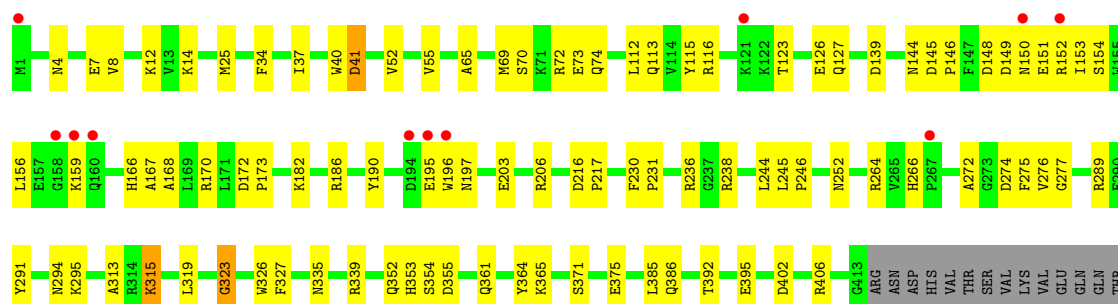 M1 N4 E7 V8 K12 V13 K14 M25 F34 I37 W40 D41 V52 V55 A65 M69 S70 K71 R72 E73 Q74 L112 Q113 V114 Y115 R116 K121 K122 T123 E126 Q127 D139 N144 D145 P146 F147 D148 D149 N150 E151 R152 I153 S154 W155
L156 E157 G158 K159 Q160 H166 A167 A168 L169 R170 L171 D172 P173 K182 R186 Y190 D194 E195 W196 N197 E203 R206 D216 P217 F230 P231 R236 G237 R238 L244 L245 P246 N252 R264 V265 H266 P267 A272 G273 D274 F275 V276 G277 R289
Y291 N294 K295 A313 R314 K315 L319 G323 W326 F327 N335 R339 Q352 H353 S354 D355 Q361 Y364 K365 S371 E375 L385 Q386 T392 E395 D402 R406 G413 ARG ASN ASP HIS VAL THR SER VAL LYS VAL GLU GLN GLN